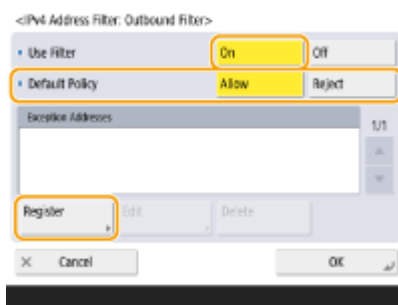 <IPv4 Address Filter: Outbound Filter>
Use Filter On Off
Default Policy Allow Reject
Exception Addresses
1/1
Register Edit Delete
× Cancel OK